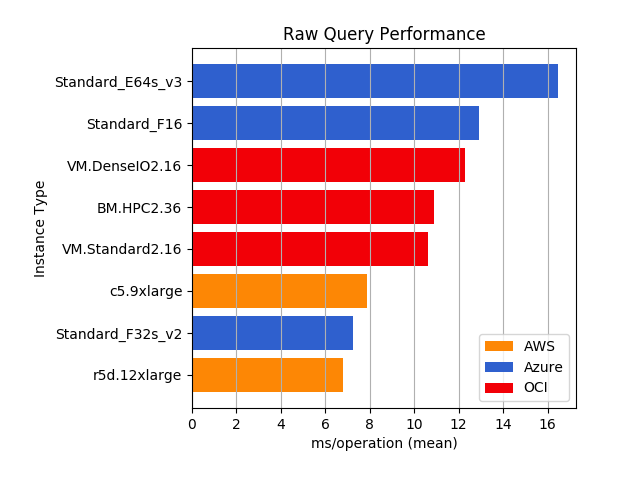 Raw Query Performance
Instance Type
Standard_E64s_v3
Standard_F16
VM.DenseIO2.16
BM.HPC2.36
VM.Standard2.16
c5.9xlarge
Standard_F32s_v2
r5d.12xlarge
AWS
Azure
OCI
0 2 4 6 8 10 12 14 16
ms/operation (mean)